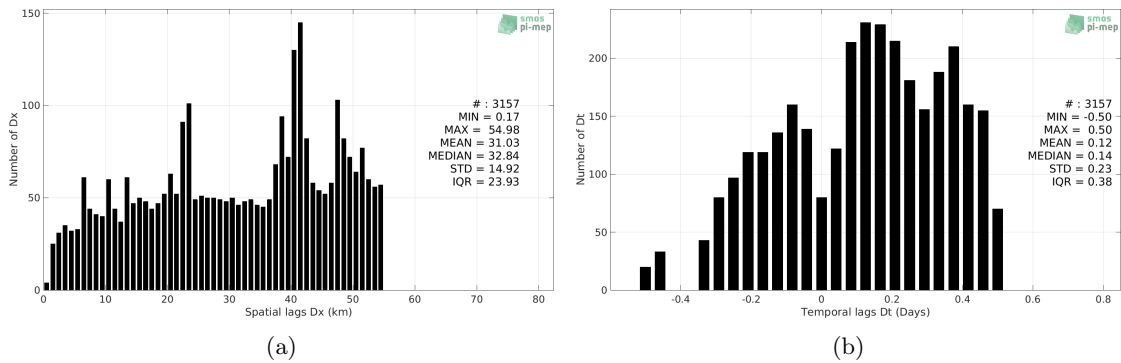 150
100
50
0
0
10
20
30
40
50
60
70
80
Number of Dx
Spatial lags Dx (km)
smos
pi-mep
# : 3157
MIN = 0.17
MAX = 54.98
MEAN = 31.03
MEDIAN = 32.84
STD = 14.92
IQR = 23.93
(a)
200
150
100
50
0
-0.4
-0.2
0
0.2
0.4
0.6
0.8
Number of Dt
Temporal lags Dt (Days)
smos
pi-mep
# : 3157
MIN = -0.50
MAX = 0.50
MEAN = 0.12
MEDIAN = 0.14
STD = 0.23
IQR = 0.38
(b)